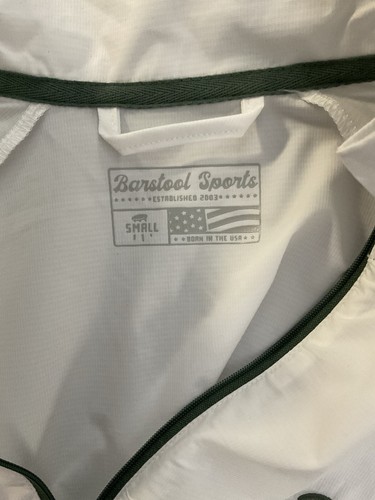 Barstool Sports
ESTABLISHED 2003
SMALL
BORN IN THE USA